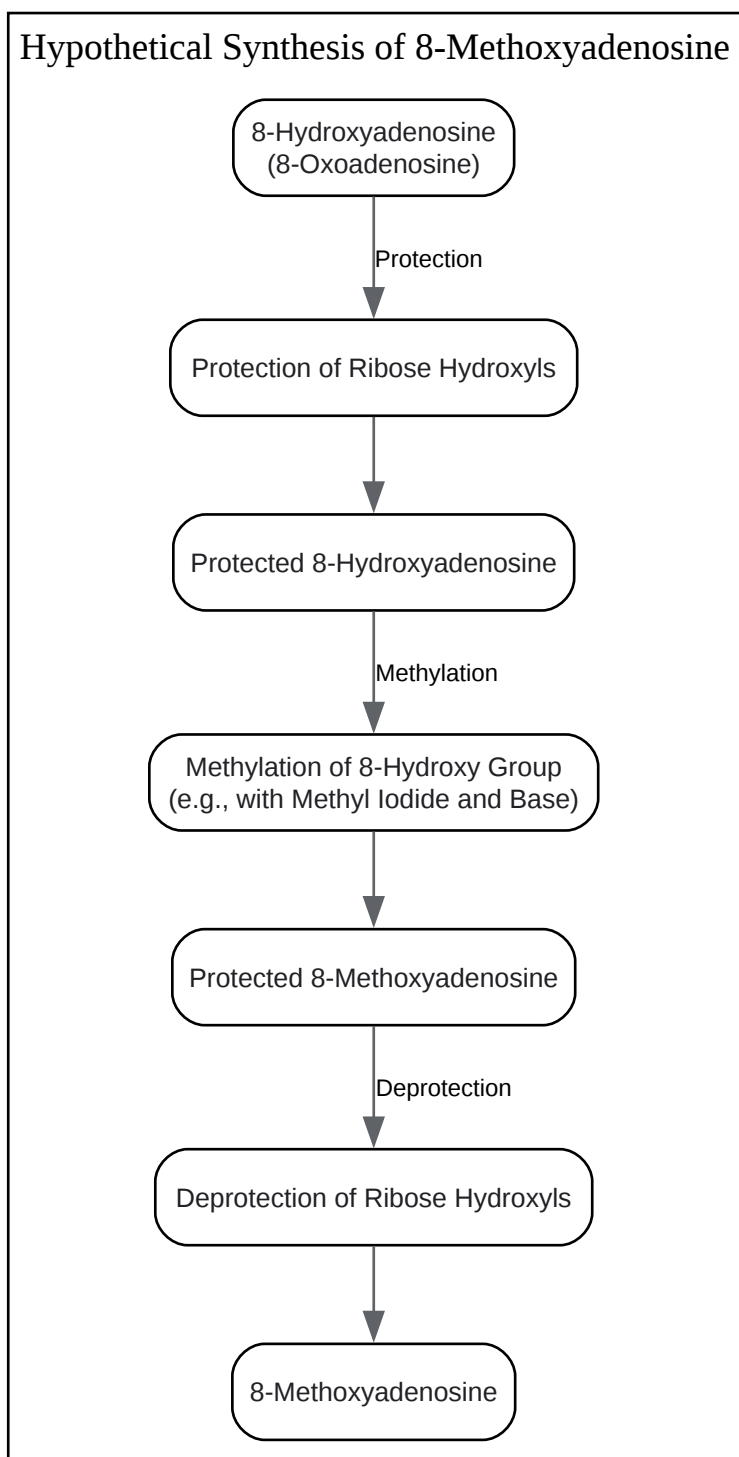 Hypothetical Synthesis of 8-Methoxyadenosine
8-Hydroxyadenosine
(8-Oxoadenosine)
Protection
Protection of Ribose Hydroxyls
Protected 8-Hydroxyadenosine
Methylation
Methylation of 8-Hydroxy Group
(e.g., with Methyl Iodide and Base)
Protected 8-Methoxyadenosine
Deprotection
Deprotection of Ribose Hydroxyls
8-Methoxyadenosine